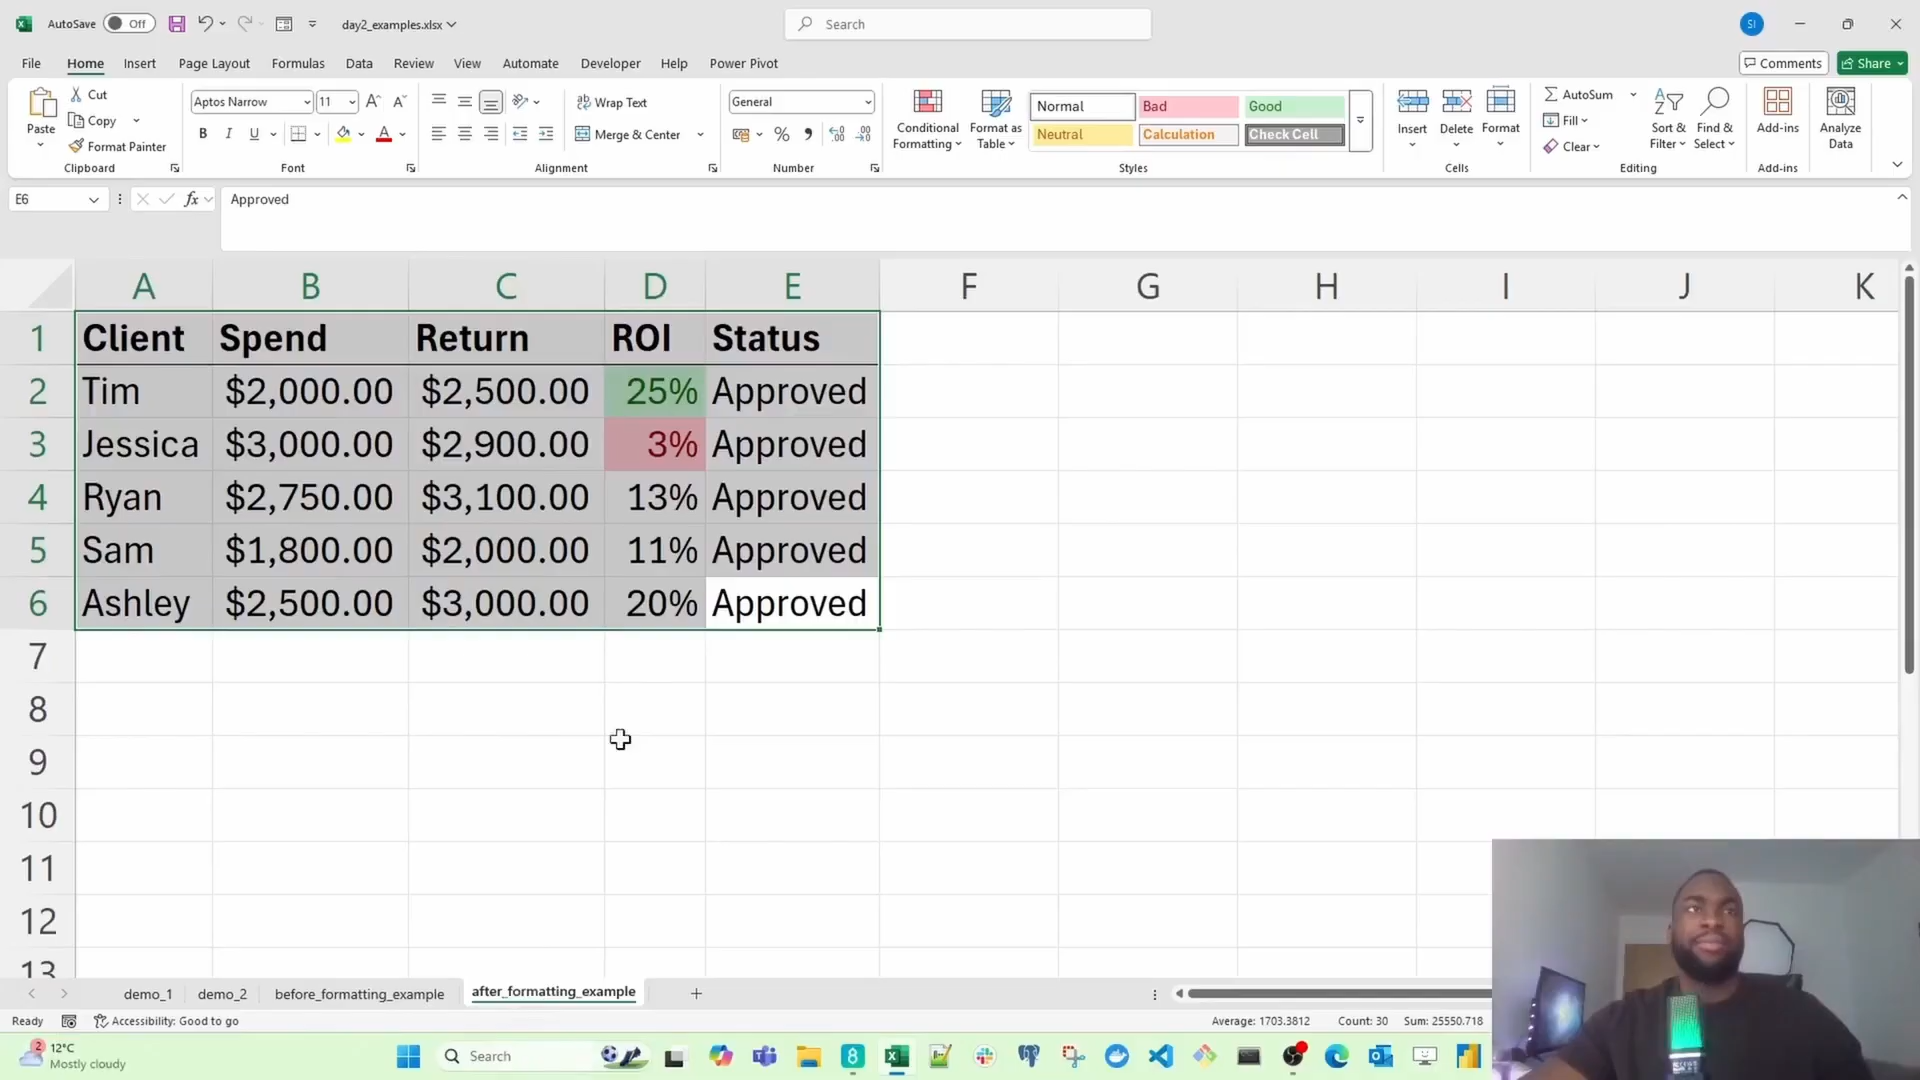 AutoSave Off day2_examples.xlsx Search SI
File Home Insert Page Layout Formulas Data Review View Automate Developer Help Power Pivot Comments Share
Paste Cut Copy Format Painter Clipboard
Aptos Narrow 11 B I U A Font
Wrap Text Merge & Center Alignment
General % Number
Conditional Formatting Format as Table
Normal Bad Good
Neutral Calculation Check Cell
Styles
Insert Delete Format Cells
AutoSum Fill Clear Sort & Filter Find & Select Editing
Add-ins Add-ins
Analyze Data
E6 fx Approved
A B C D E F G H I J K
1 Client Spend Return ROI Status
2 Tim $2,000.00 $2,500.00 25% Approved
3 Jessica $3,000.00 $2,900.00 3% Approved
4 Ryan $2,750.00 $3,100.00 13% Approved
5 Sam $1,800.00 $2,000.00 11% Approved
6 Ashley $2,500.00 $3,000.00 20% Approved
7
8
9
10
11
12
13
demo_1 demo_2 before_formatting_example after_formatting_example
Ready Accessibility: Good to go Average: 1703.3812 Count: 30 Sum: 25550.718
2 12°C
Mostly cloudy
Search